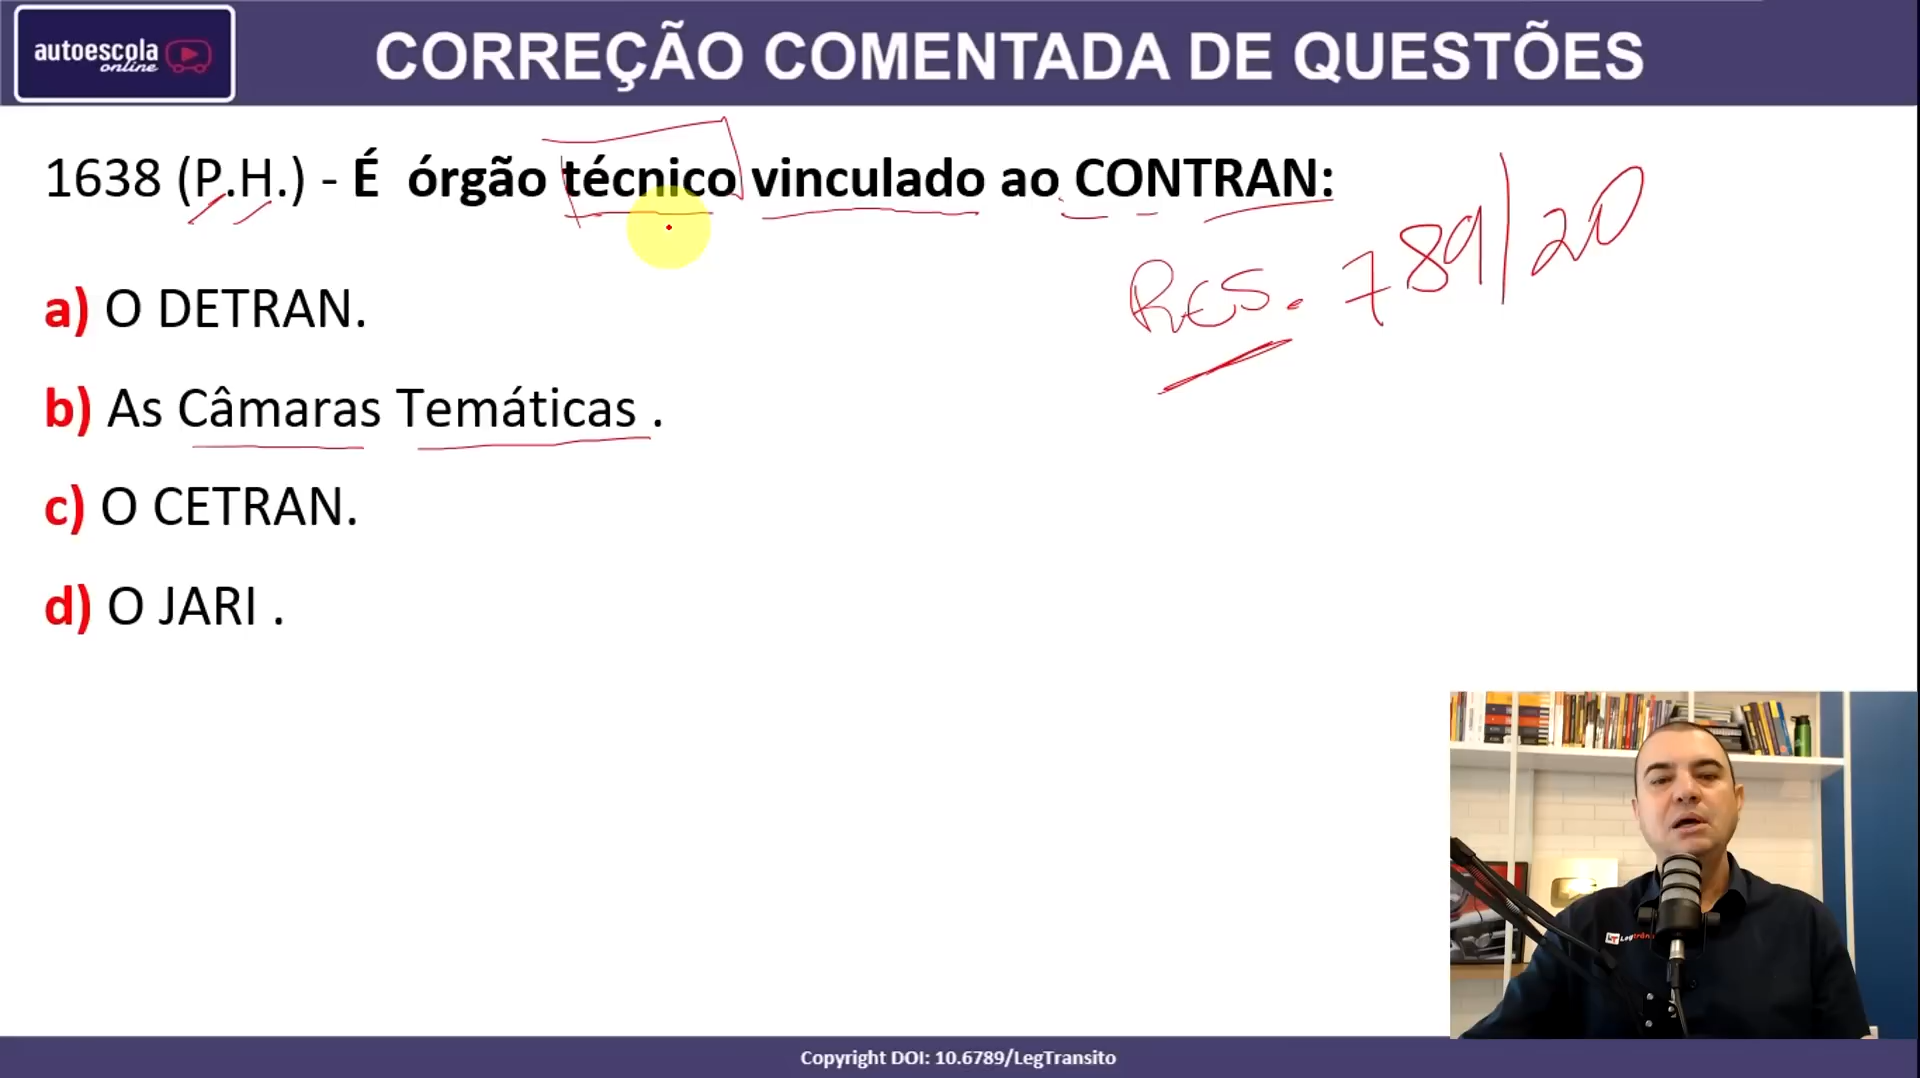 autoescola
online
CORREÇÃO COMENTADA DE QUESTÕES
1638 (P.H.) - É órgão técnico vinculado ao CONTRAN:
RES. 789/20
a) O DETRAN.
b) As Câmaras Temáticas .
c) O CETRAN.
d) O JARI .
Copyright DOI: 10.6789/LegTransito